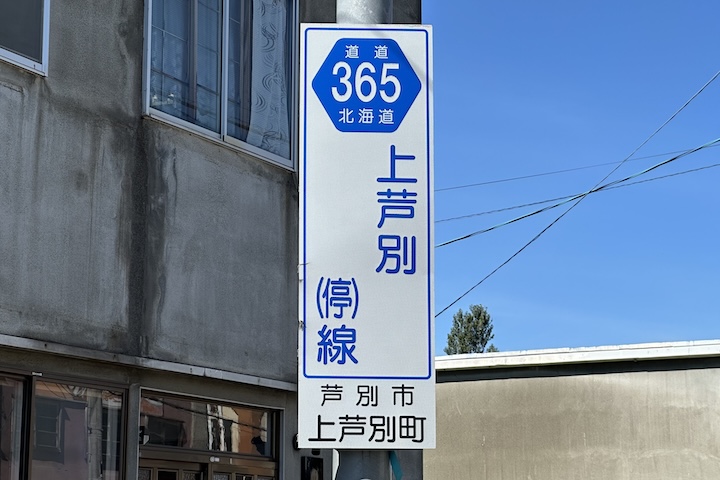 道道
365
北海道
上芦別
(停)線
芦別市
上芦別町